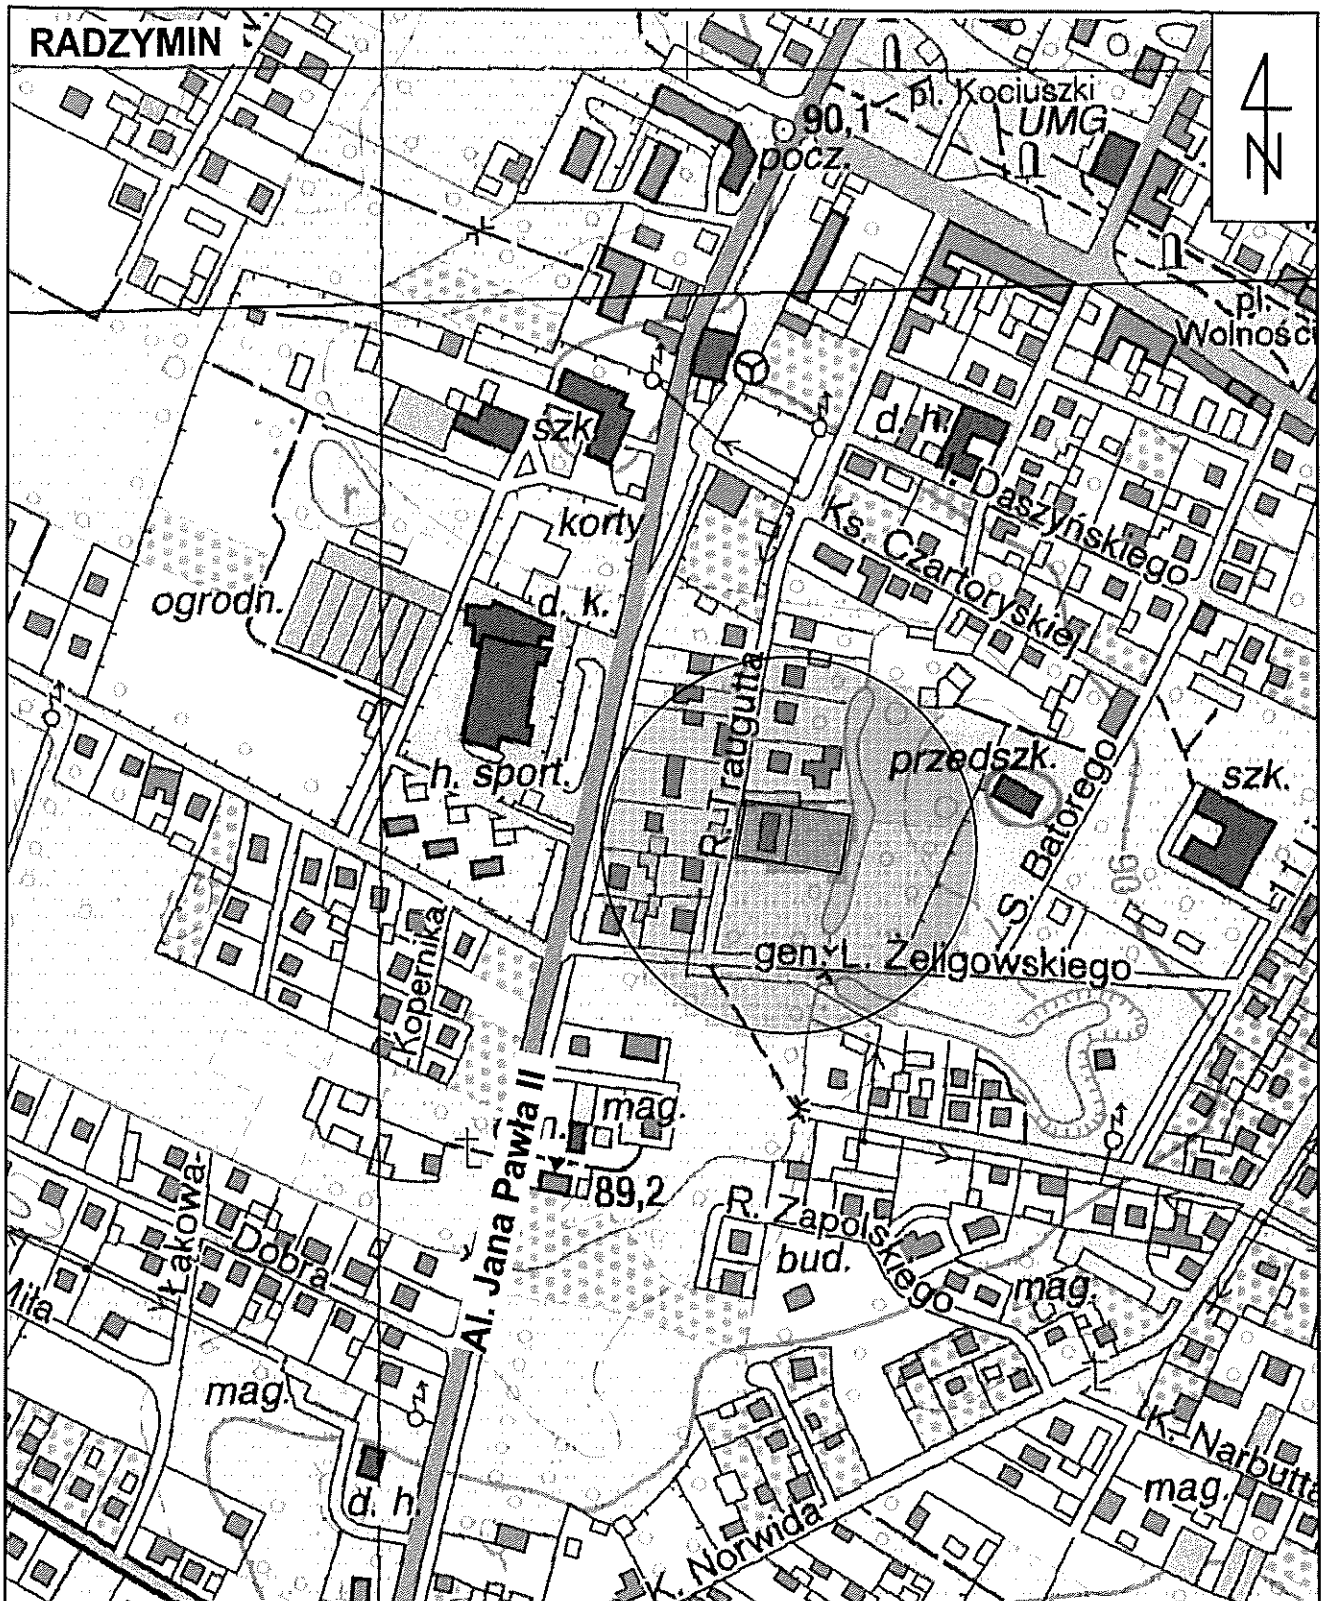 RADZYMIN
N
pl. Kociuszki
90,1
UMG
pocz.
pl.
Wolności
d. h.
szk
I. Daszyńskiego
korty
Ks. Czartoryskiej
r
ogrodn.
d. k.
R. Traugutta
przedszk.
szk.
h. sport.
S. Batorego
90
Kopernika
gen. L. Żeligowskiego
Al. Jana Pawła II
mag.
n.
89,2
R. Zapolskiego
Łąkowa
Dobra
bud.
Miła
mag.
mag.
K. Narbutta
d. h.
mag.
K. Norwida